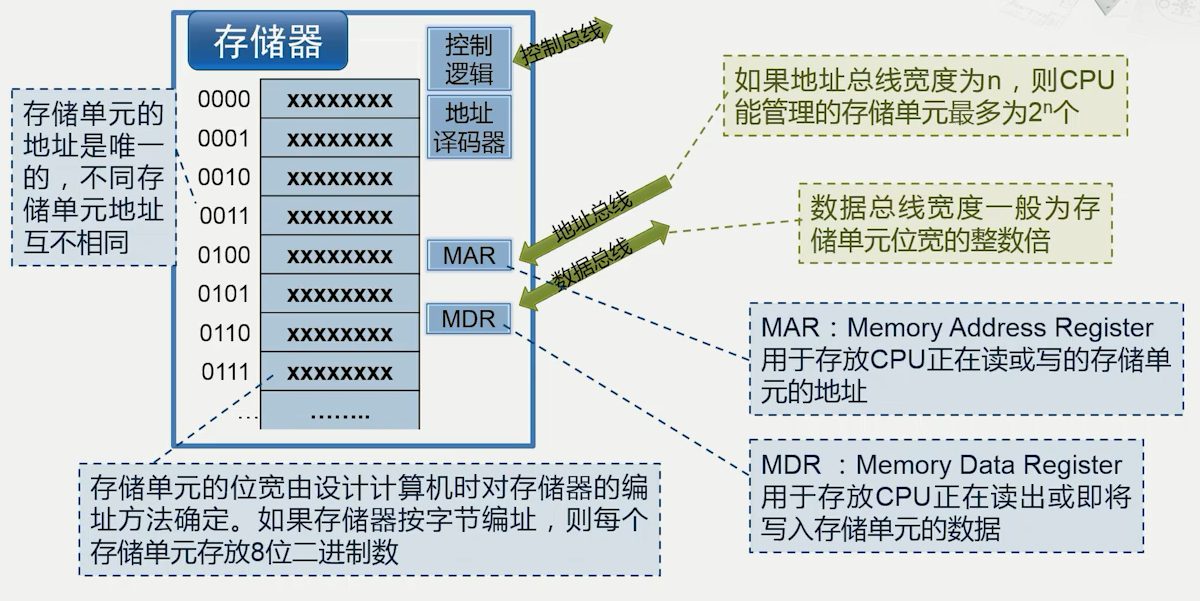 存储器
控制
逻辑
控制总线
地址
译码器
0000 xxxxxxxx
0001 xxxxxxxx
0010 xxxxxxxx
0011 xxxxxxxx
0100 xxxxxxxx
0101 xxxxxxxx
0110 xxxxxxxx
0111 xxxxxxxx
... ........
存储单元的
地址是唯一
的，不同存
储单元地址
互不相同
地址总线
MAR
数据总线
MDR
如果地址总线宽度为n，则CPU
能管理的存储单元最多为2ⁿ个
数据总线宽度一般为存
储单元位宽的整数倍
MAR：Memory Address Register
用于存放CPU正在读或写的存储单
元的地址
MDR ：Memory Data Register
用于存放CPU正在读出或即将
写入存储单元的数据
存储单元的位宽由设计计算机时对存储器的编
址方法确定。如果存储器按字节编址，则每个
存储单元存放8位二进制数